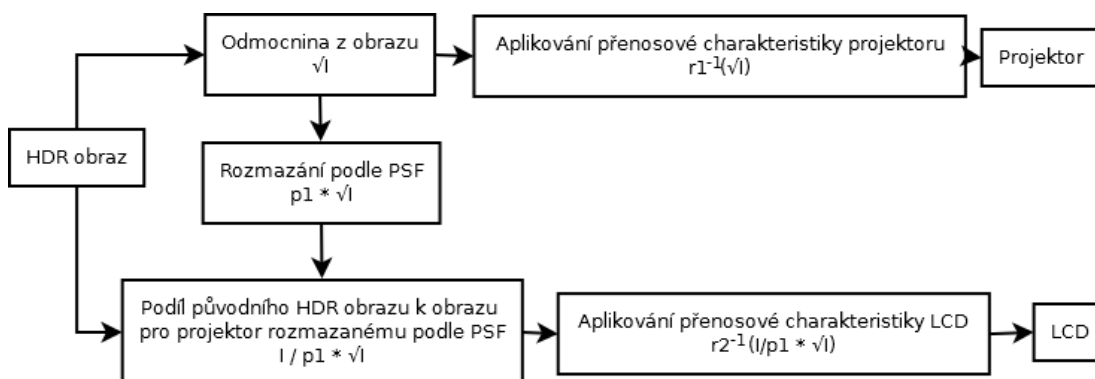 HDR obraz
Odmocnina z obrazu
√I
Aplikování přenosové charakteristiky projektoru
r1⁻¹(√I)
Projektor
Rozmazání podle PSF
p1 * √I
Podíl původního HDR obrazu k obrazu
pro projektor rozmazanému podle PSF
I / p1 * √I
Aplikování přenosové charakteristiky LCD
r2⁻¹(I/p1 * √I)
LCD